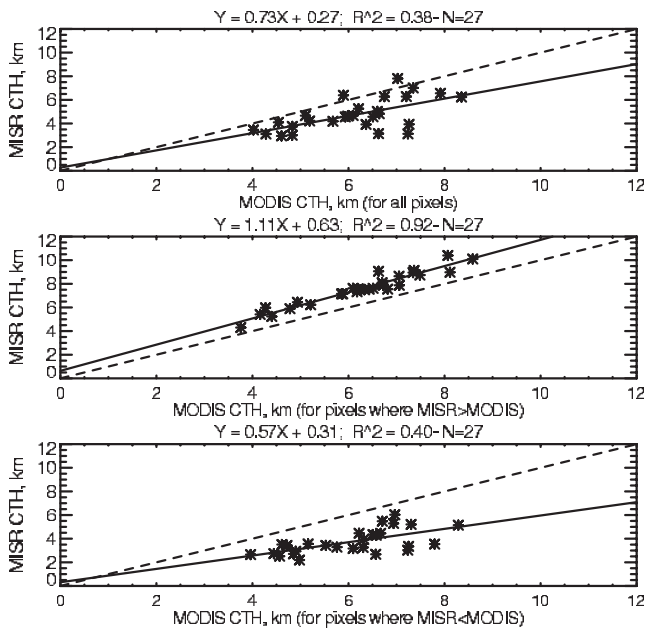 Y = 0.73X + 0.27; R^2 = 0.38- N=27
MISR CTH, km
12
10
8
6
4
2
0
0 2 4 6 8 10 12
MODIS CTH, km (for all pixels)
Y = 1.11X + 0.63; R^2 = 0.92- N=27
MISR CTH, km
12
10
8
6
4
2
0
0 2 4 6 8 10 12
MODIS CTH, km (for pixels where MISR>MODIS)
Y = 0.57X + 0.31; R^2 = 0.40- N=27
MISR CTH, km
12
10
8
6
4
2
0
0 2 4 6 8 10 12
MODIS CTH, km (for pixels where MISR<MODIS)